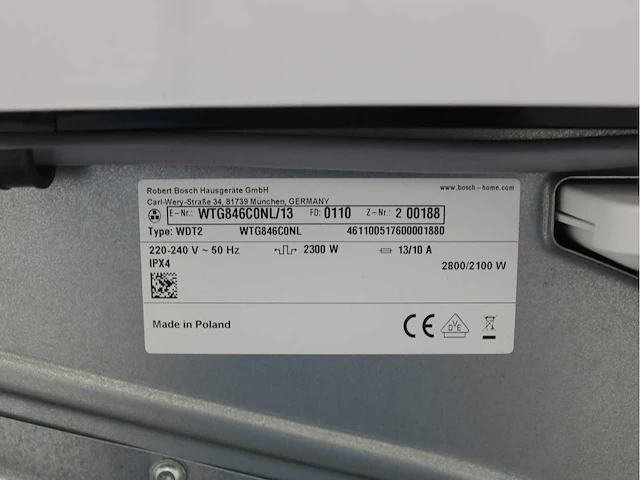 Robert Bosch Hausgeräte GmbH www.bosch-home.com
Carl-Wery-Straße 34, 81739 München, GERMANY
E-Nr.: WTG846C0NL/13 FD: 0110 Z-Nr.: 2 00188
Type: WDT2 WTG846C0NL 461100517600001880
220-240 V ~ 50 Hz 2300 W 13/10 A
IPX4 2800/2100 W
Made in Poland CE DVE